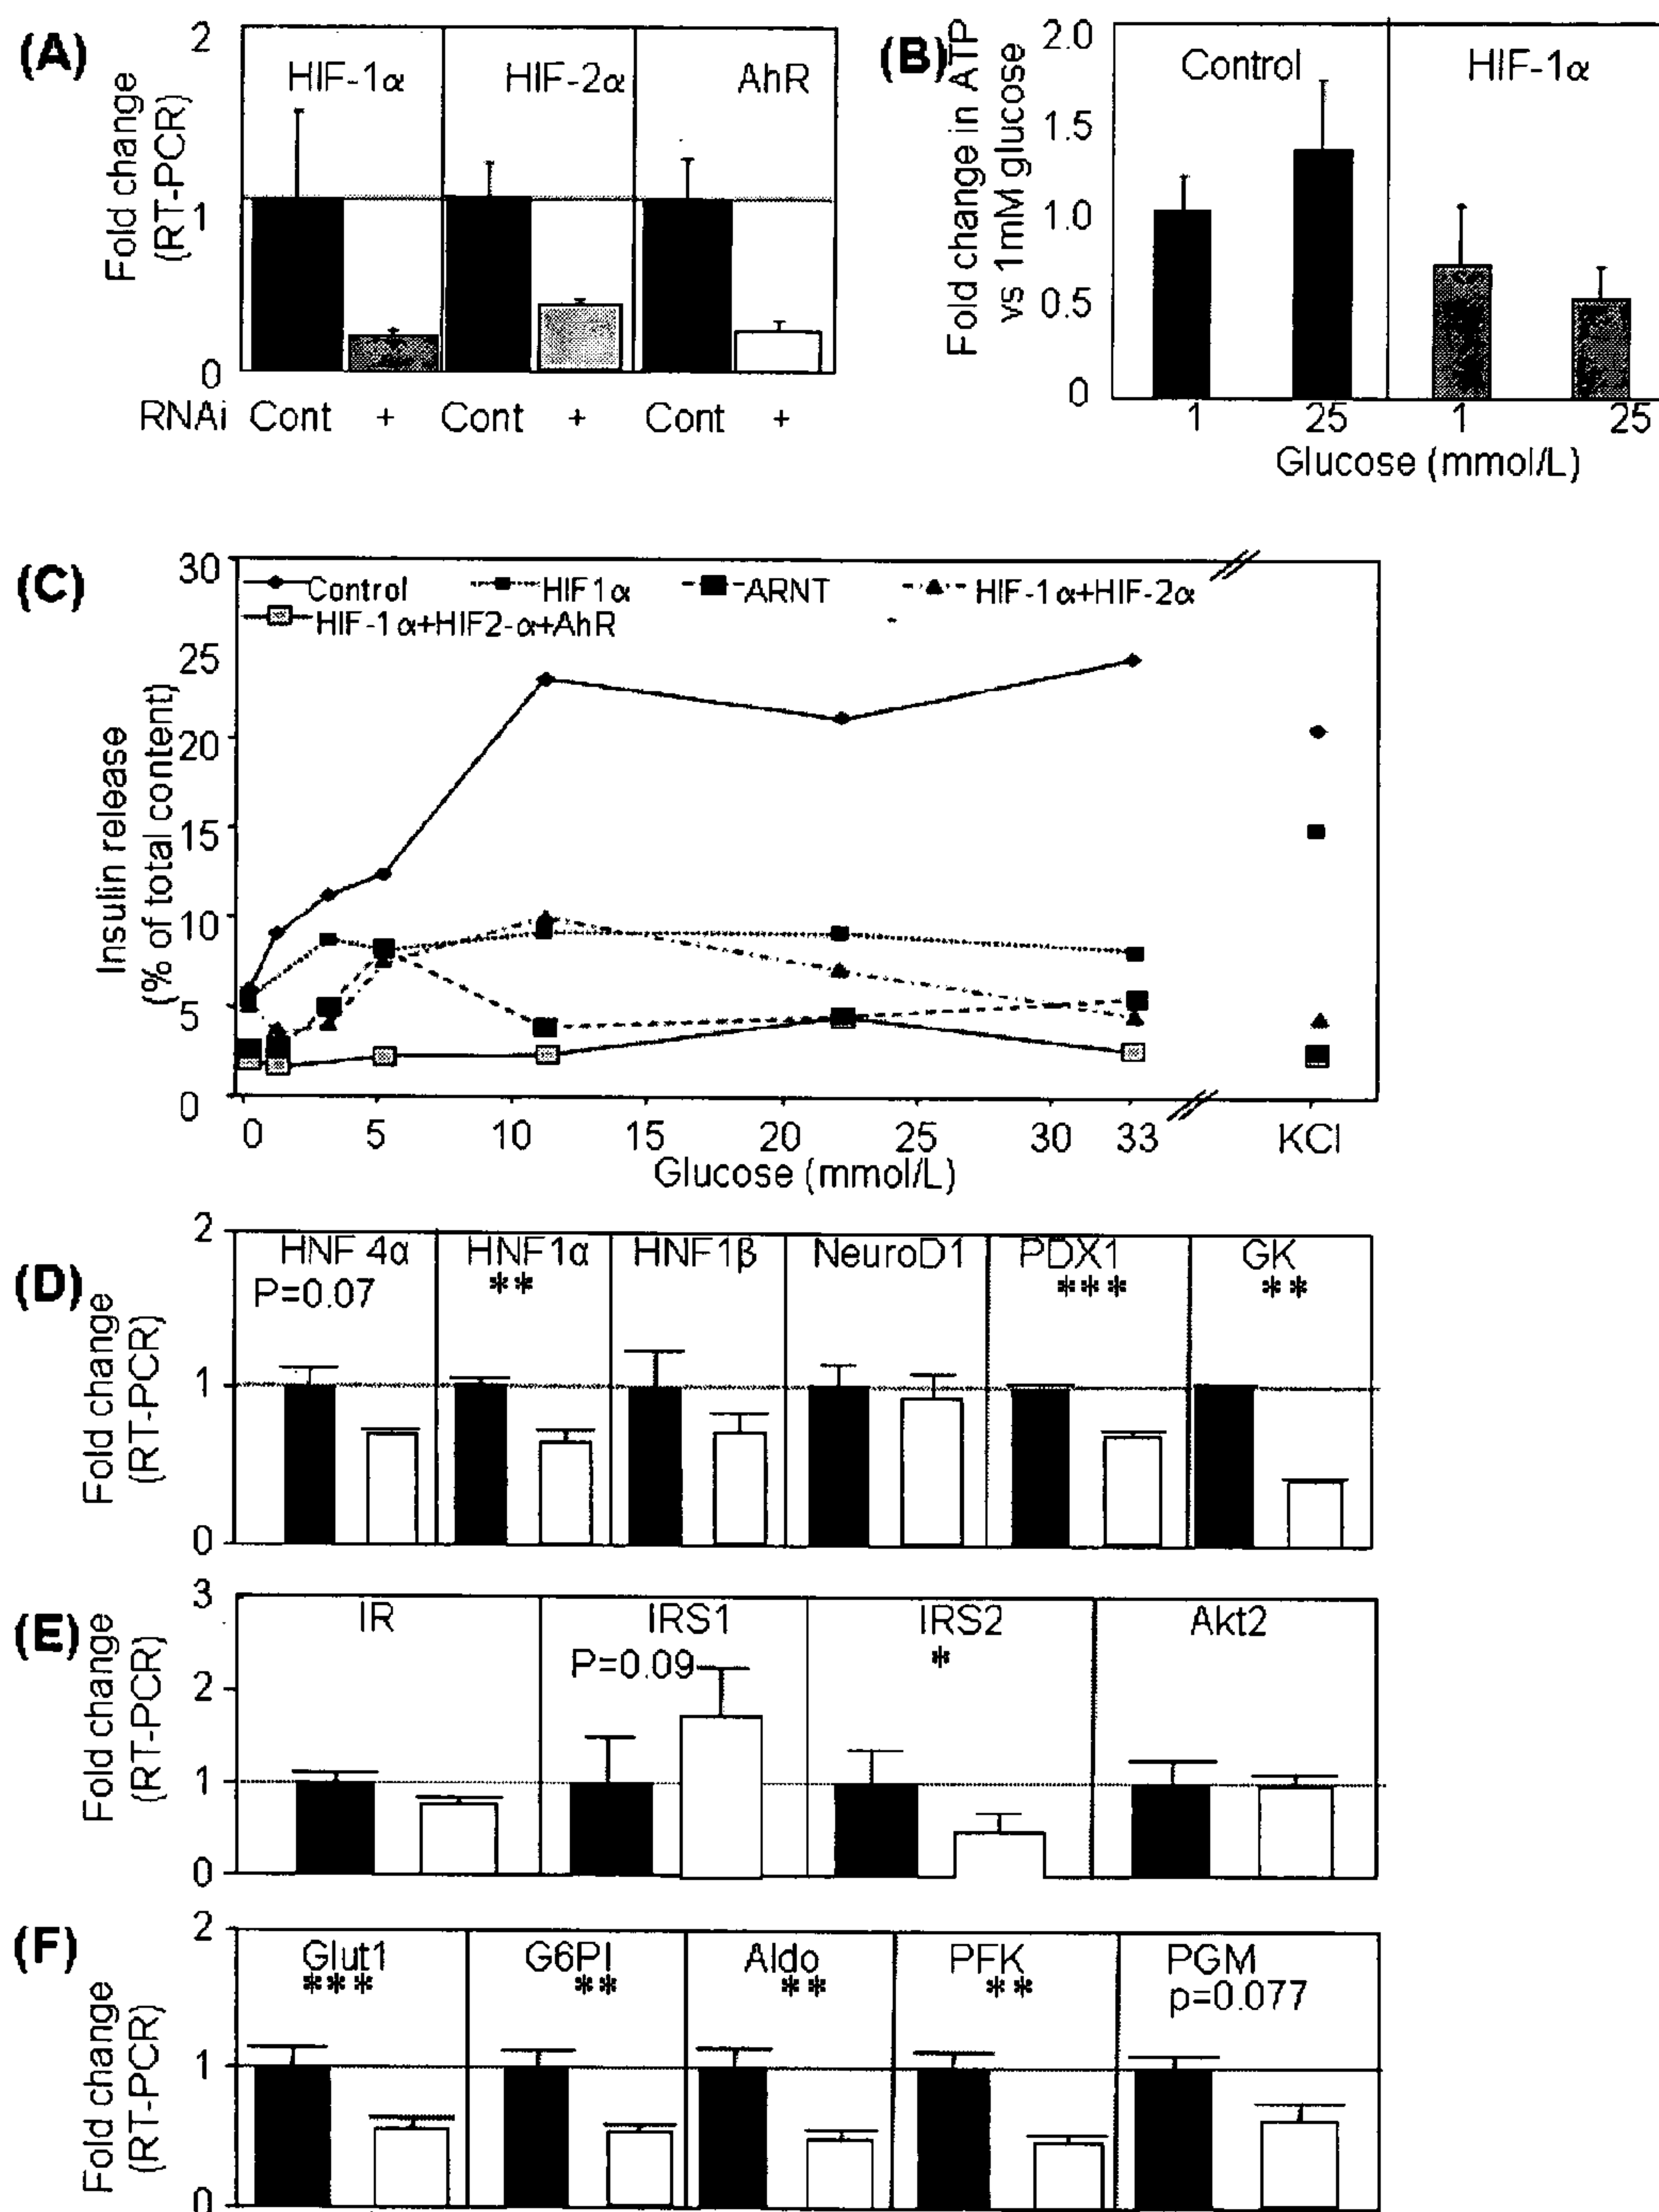 (A)
Fold change
(RT-PCR)
2
1
0
HIF-1α HIF-2α AhR
RNAi Cont + Cont + Cont +
(B)
Fold change in ATP
vs 1mM glucose
2.0
1.5
1.0
0.5
0
Control HIF-1α
1 25 1 25
Glucose (mmol/L)
(C)
Insulin release
(% of total content)
30
25
20
15
10
5
0
Control HIF1α ARNT HIF-1α+HIF-2α
HIF-1α+HIF2-α+AhR
0 5 10 15 20 25 30 33 KCl
Glucose (mmol/L)
(D)
Fold change
(RT-PCR)
2
1
0
HNF4α HNF1α HNF1β NeuroD1 PDX1 GK
P=0.07 ** *** **
(E)
Fold change
(RT-PCR)
3
2
1
0
IR IRS1 IRS2 Akt2
P=0.09 *
(F)
Fold change
(RT-PCR)
2
1
0
Glut1 G6PI Aldo PFK PGM
*** ** ** ** p=0.077